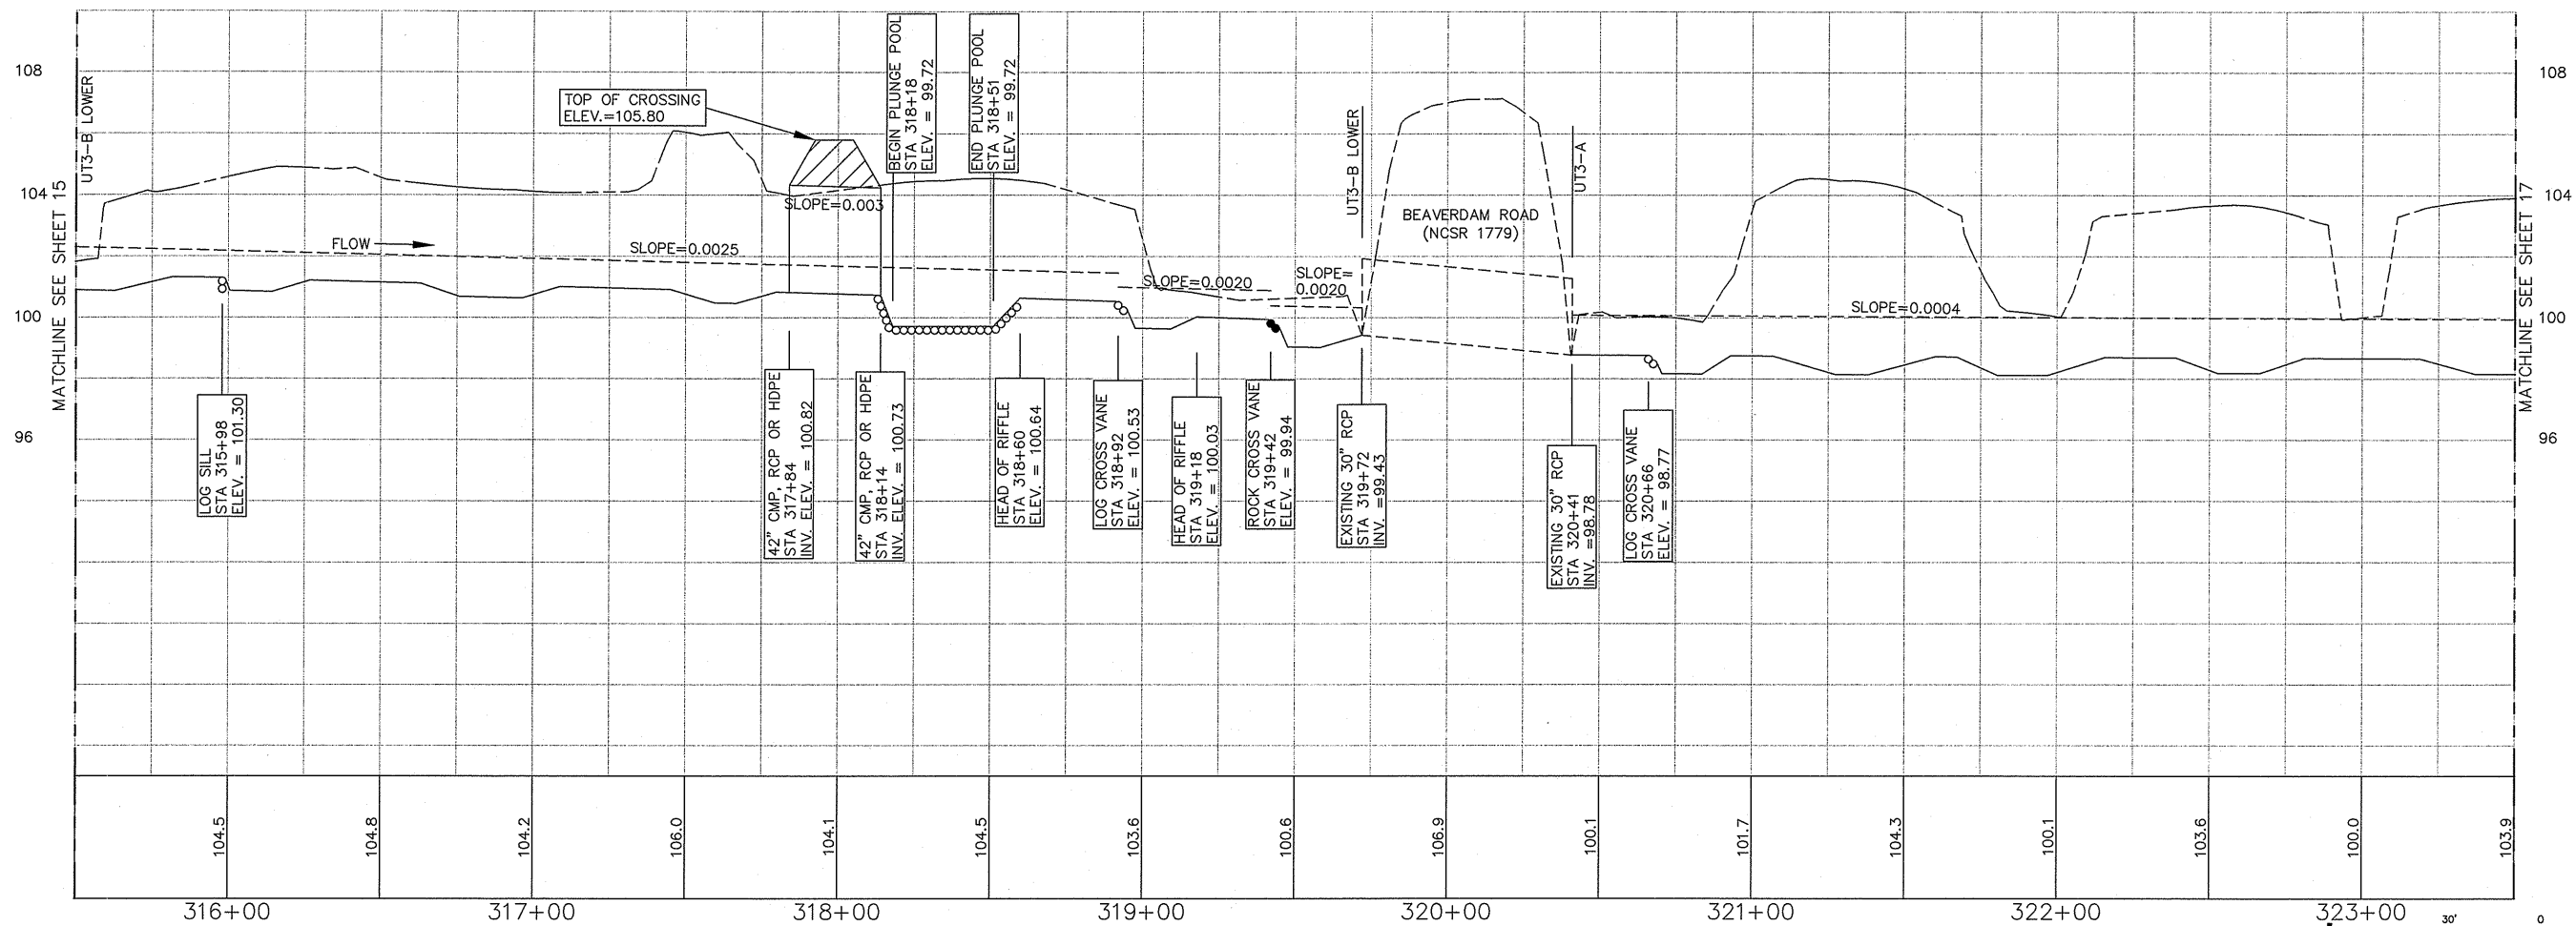 108
104
100
96
MATCHLINE SEE SHEET 15
UT3-B LOWER
TOP OF CROSSING
ELEV.=105.80
BEGIN PLUNGE POOL
STA 318+18
ELEV. = 99.72
END PLUNGE POOL
STA 318+51
ELEV. = 99.72
UT3-B LOWER
BEAVERDAM ROAD
(NCSR 1779)
UT3-A
108
104
100
96
MATCHLINE SEE SHEET 17
FLOW
SLOPE=0.0025
SLOPE=0.003
SLOPE=0.0020
SLOPE=
0.0020
SLOPE=0.0004
LOG SILL
STA 315+98
ELEV. = 101.30
42" CMP, RCP OR HDPE
STA 317+84
INV. ELEV. = 100.82
42" CMP, RCP OR HDPE
STA 318+14
INV. ELEV. = 100.73
HEAD OF RIFFLE
STA 318+60
ELEV. = 100.64
LOG CROSS VANE
STA 318+92
ELEV. = 100.53
HEAD OF RIFFLE
STA 319+18
ELEV. = 100.03
ROCK CROSS VANE
STA 319+42
ELEV. = 99.94
EXISTING 30" RCP
STA 319+72
INV. =99.43
EXISTING 30" RCP
STA 320+41
INV. =98.78
LOG CROSS VANE
STA 320+66
ELEV. = 98.77
104.5
104.8
104.2
106.0
104.1
104.5
103.6
100.6
106.9
100.1
101.7
104.3
100.1
103.6
100.0
103.9
316+00
317+00
318+00
319+00
320+00
321+00
322+00
323+00
30'
0